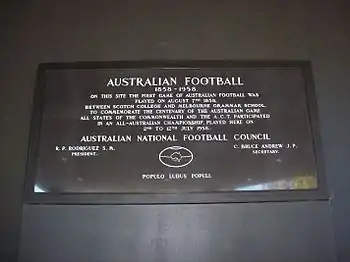 AUSTRALIAN FOOTBALL
1858-1958
ON THIS SITE THE FIRST GAME OF AUSTRALIAN FOOTBALL WAS
PLAYED ON AUGUST 7TH 1858,
BETWEEN SCOTCH COLLEGE AND MELBOURNE GRAMMAR SCHOOL.
TO COMMEMORATE THE CENTENARY OF THE AUSTRALIAN GAME
ALL STATES OF THE COMMONWEALTH AND THE A.C.T. PARTICIPATED
IN AN ALL-AUSTRALIAN CHAMPIONSHIP, PLAYED HERE ON
2ND TO 12TH JULY 1958.
AUSTRALIAN NATIONAL FOOTBALL COUNCIL
R. P. RODRIGUEZ S. M. C. BRUCE ANDREW J. P.
PRESIDENT. SECRETARY.
POPULO LUDUS POPULI.